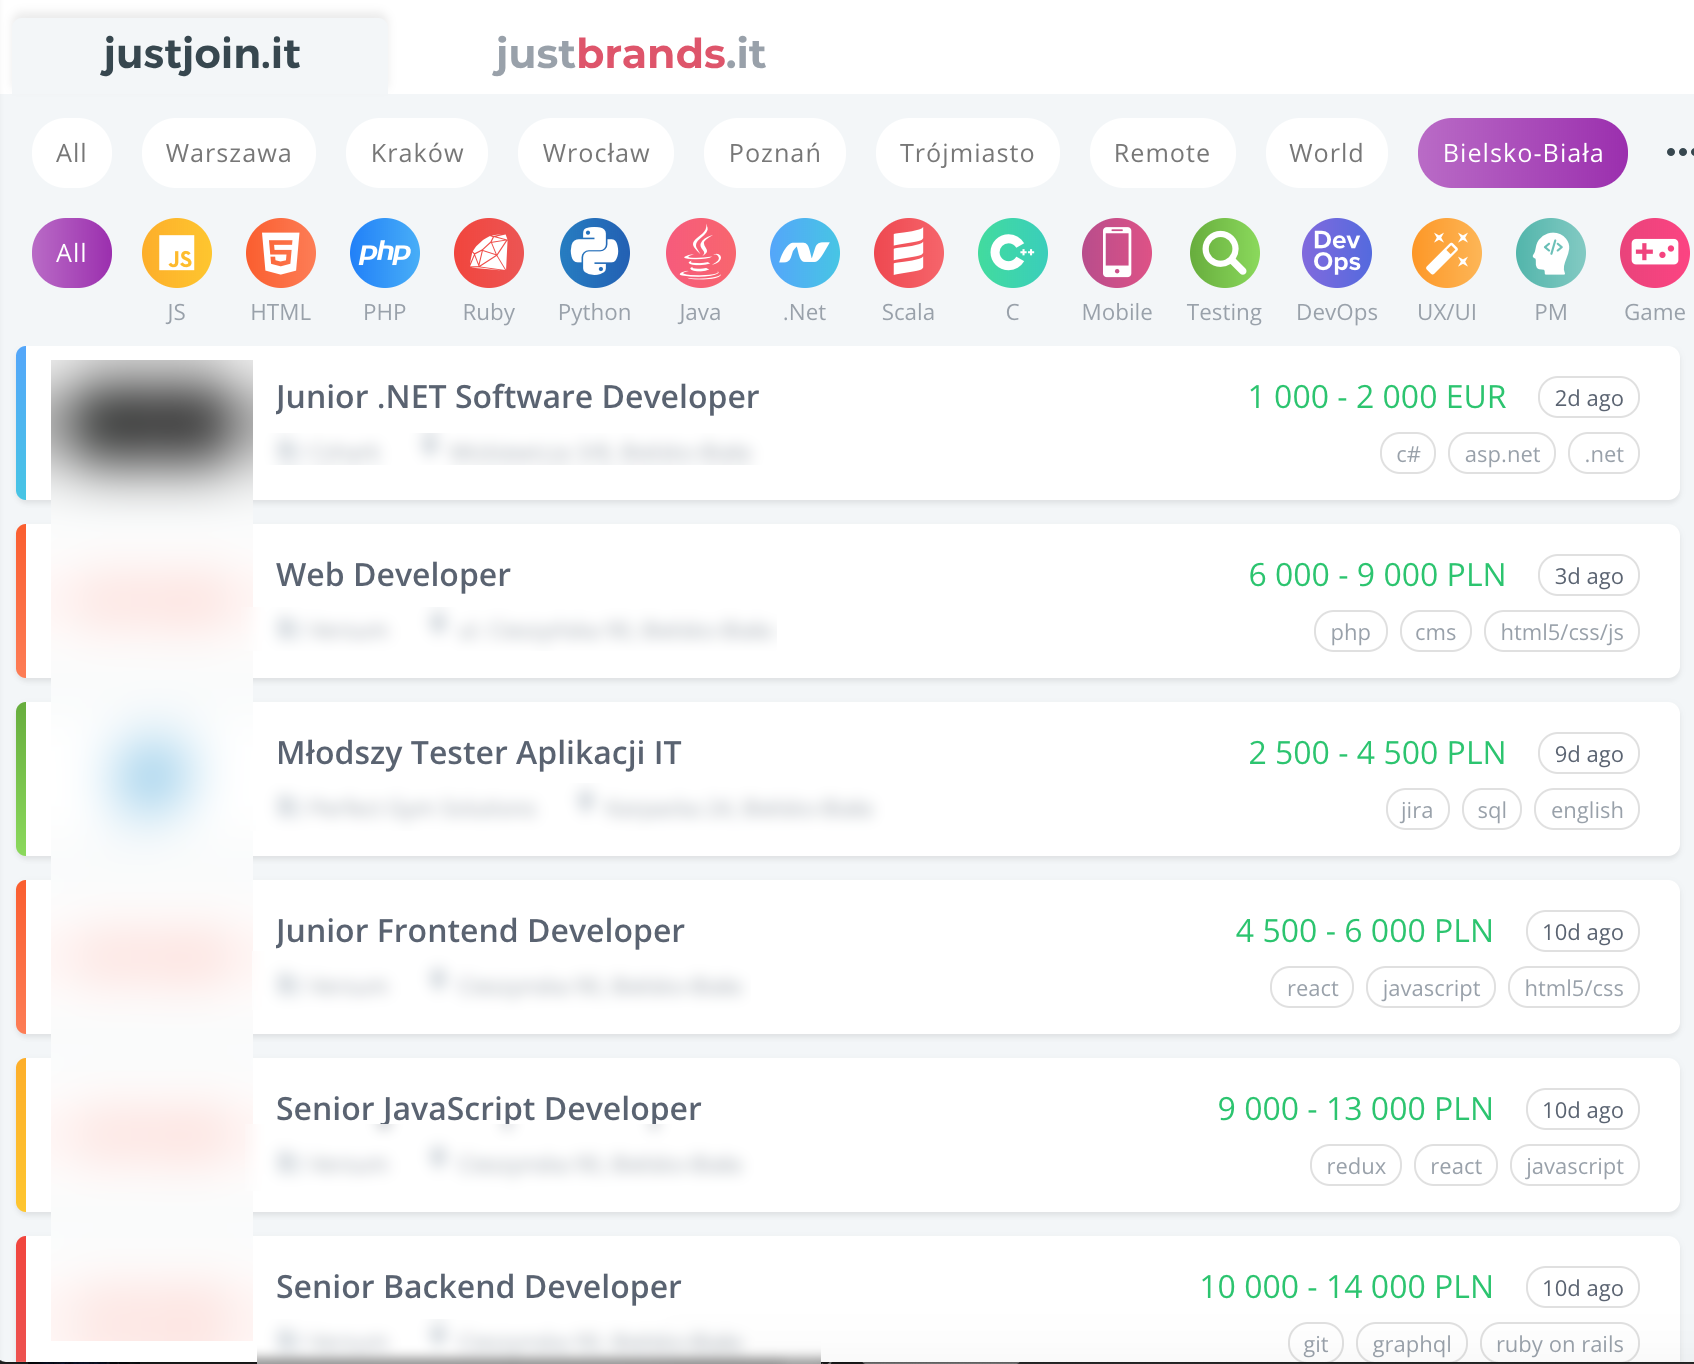 justjoin.it justbrands.it
All Warszawa Kraków Wrocław Poznań Trójmiasto Remote World Bielsko-Biała •••
All JS php Dev Ops
JS HTML PHP Ruby Python Java .Net Scala C Mobile Testing DevOps UX/UI PM Game
Junior .NET Software Developer 1 000 - 2 000 EUR 2d ago
c# asp.net .net
Web Developer 6 000 - 9 000 PLN 3d ago
php cms html5/css/js
Młodszy Tester Aplikacji IT 2 500 - 4 500 PLN 9d ago
jira sql english
Junior Frontend Developer 4 500 - 6 000 PLN 10d ago
react javascript html5/css
Senior JavaScript Developer 9 000 - 13 000 PLN 10d ago
redux react javascript
Senior Backend Developer 10 000 - 14 000 PLN 10d ago
git graphql ruby on rails